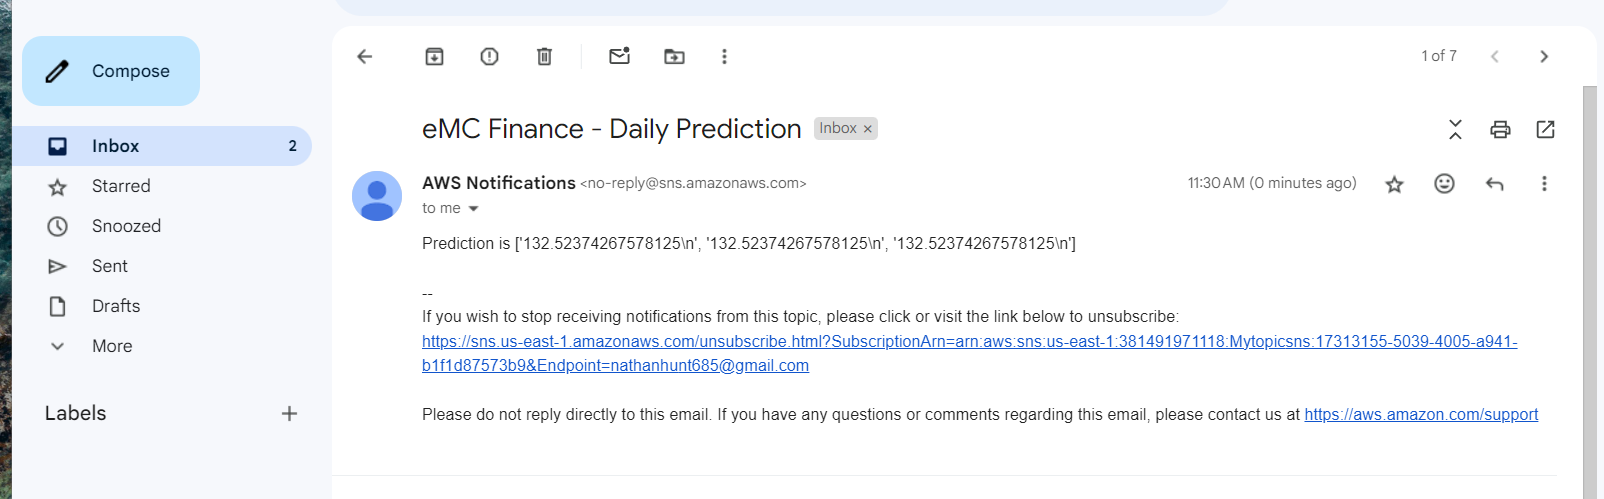 Compose
1 of 7
eMC Finance - Daily Prediction Inbox ×
Inbox 2
AWS Notifications <no-reply@sns.amazonaws.com> 11:30 AM (0 minutes ago)
Starred
to me
Snoozed
Prediction is ['132.52374267578125\n', '132.52374267578125\n', '132.52374267578125\n']
Sent
Drafts
More
Labels
--
If you wish to stop receiving notifications from this topic, please click or visit the link below to unsubscribe:
https://sns.us-east-1.amazonaws.com/unsubscribe.html?SubscriptionArn=arn:aws:sns:us-east-1:381491971118:Mytopicsns:17313155-5039-4005-a941-
b1f1d87573b9&Endpoint=nathanhunt685@gmail.com
Please do not reply directly to this email. If you have any questions or comments regarding this email, please contact us at https://aws.amazon.com/support